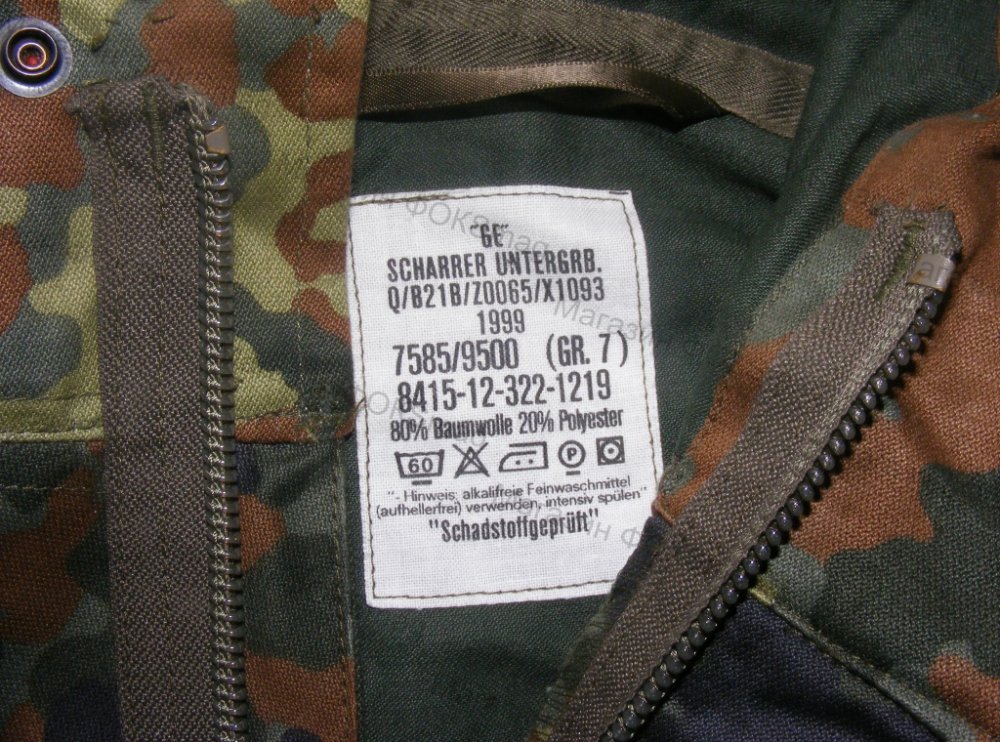 "GE"
SCHARRER UNTERGRB.
Q/B21B/Z0065/X1093
1999
7585/9500 (GR. 7)
8415-12-322-1219
80% Baumwolle 20% Polyester
60 P
"- Hinweis: alkalifreie Feinwaschmittel
(aufhellerfrei) verwenden, intensiv spülen"
"Schadstoffgeprüft"